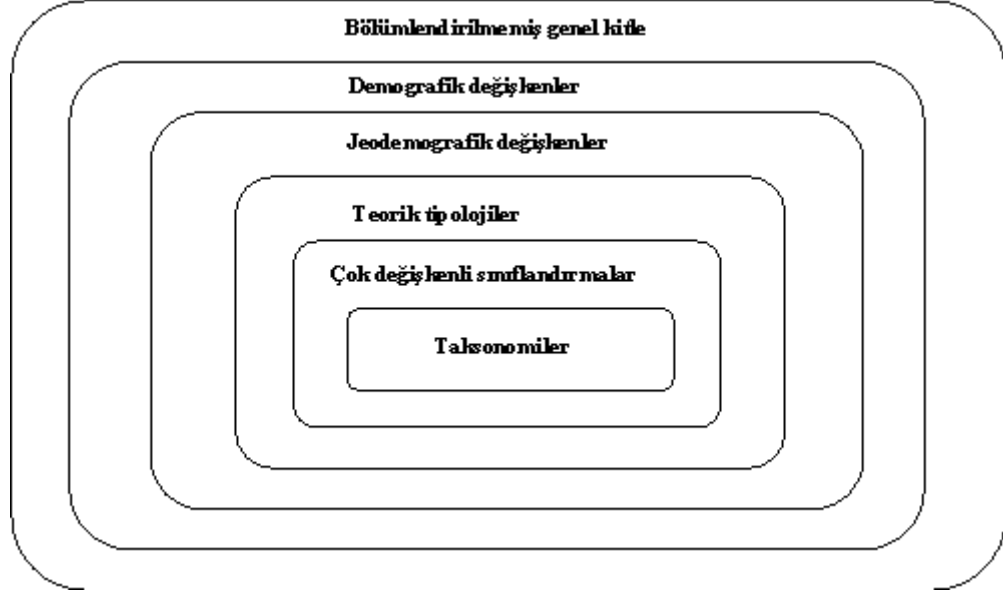 Bölümlendirilmemiş genel kitle
Demografik değişkenler
Jeodemografik değişkenler
Teorik tipolojiler
Çok değişkenli sınıflandırmalar
Taksonomiler